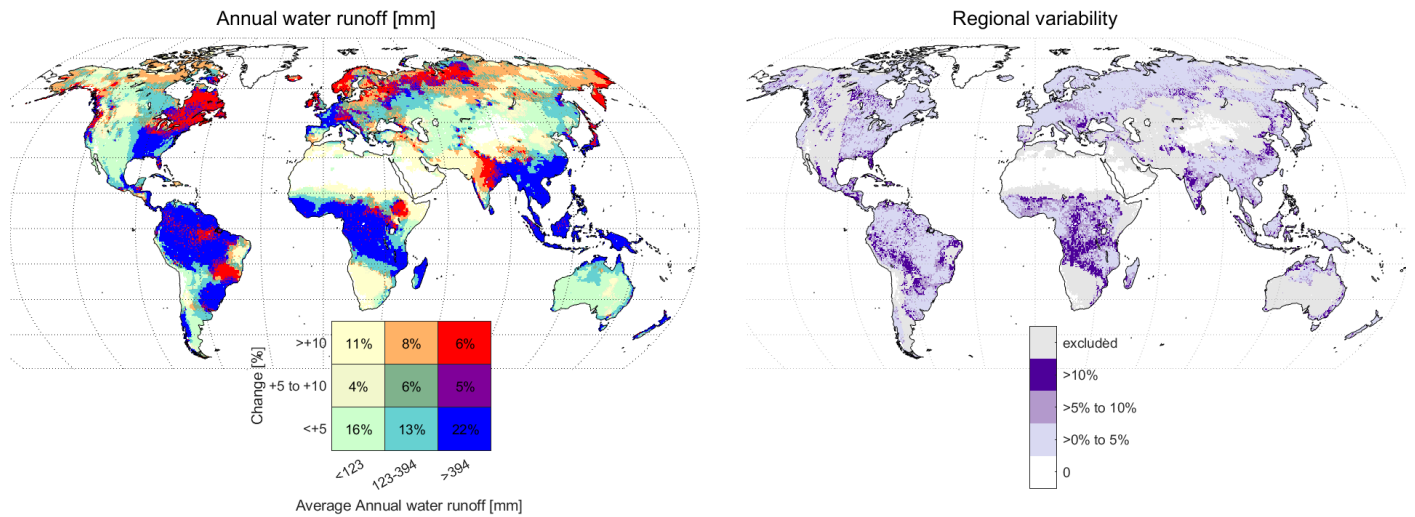 Annual water runoff [mm]
Regional variability
Change [%]
>+10
11%
8%
6%
+5 to +10
4%
6%
5%
<+5
16%
13%
22%
<123
123-394
>394
Average Annual water runoff [mm]
excluded
>10%
>5% to 10%
>0% to 5%
0